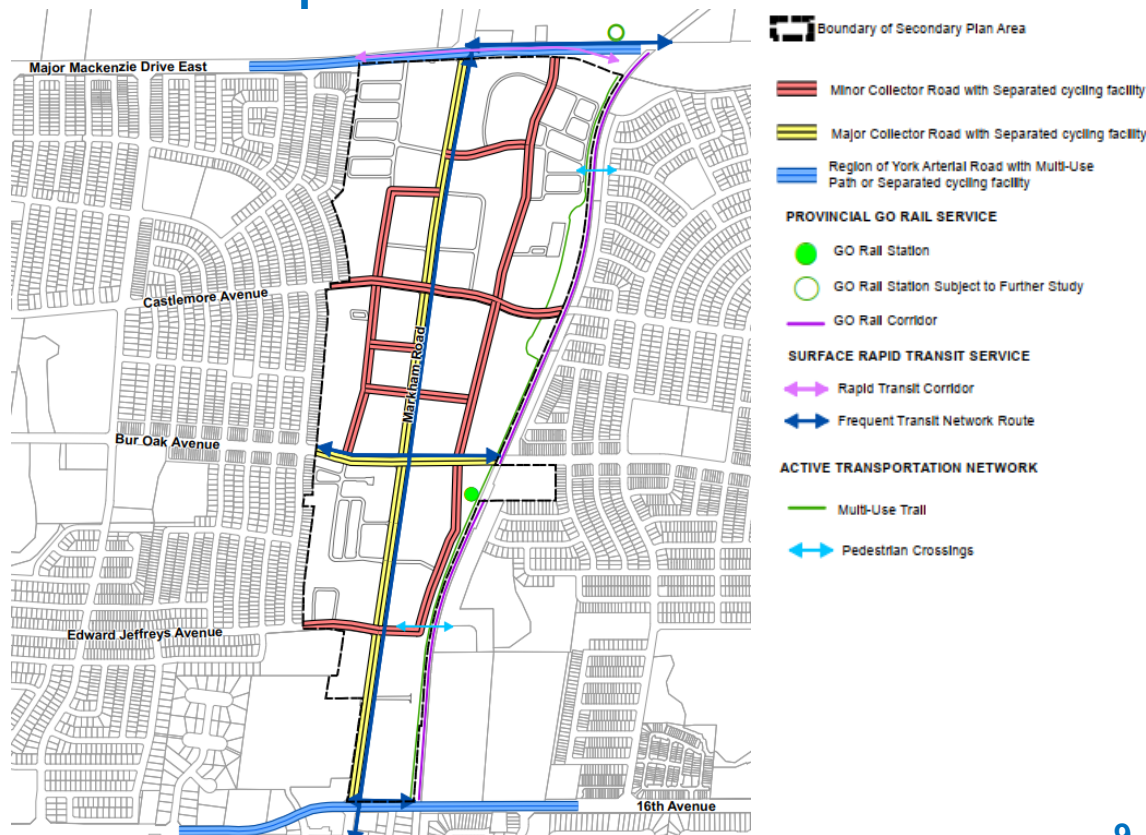 Major Mackenzie Drive East
Castlemore Avenue
Markham Road
Bur Oak Avenue
Edward Jeffreys Avenue
16th Avenue
Boundary of Secondary Plan Area
Minor Collector Road with Separated cycling facility
Major Collector Road with Separated cycling facility
Region of York Arterial Road with Multi-Use
Path or Separated cycling facility
PROVINCIAL GO RAIL SERVICE
GO Rail Station
GO Rail Station Subject to Further Study
GO Rail Corridor
SURFACE RAPID TRANSIT SERVICE
Rapid Transit Corridor
Frequent Transit Network Route
ACTIVE TRANSPORTATION NETWORK
Multi-Use Trail
Pedestrian Crossings